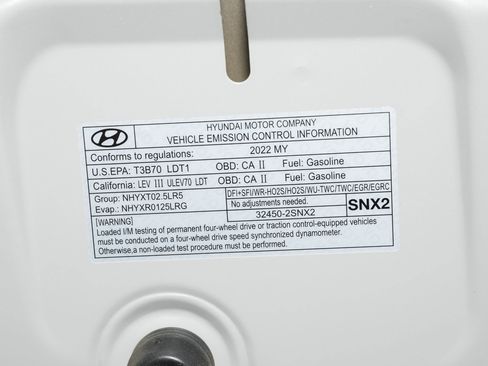 HYUNDAI MOTOR COMPANY
VEHICLE EMISSION CONTROL INFORMATION
Conforms to regulations: 2022 MY
U.S.EPA: T3B70 LDT1 OBD: CA II Fuel: Gasoline
California: LEV III ULEV70 LDT OBD: CA II Fuel: Gasoline
Group: NHYXT02.5LR5
Evap.: NHYXR0125LRG
DFI+SFI/WR-HO2S/HO2S/WU-TWC/TWC/EGR/EGRC
No adjustments needed.
32450-2SNX2
SNX2
[WARNING]
Loaded I/M testing of permanent four-wheel drive or traction control-equipped vehicles
must be conducted on a four-wheel drive speed synchronized dynamometer.
Otherwise,a non-loaded test procedure must be conducted.